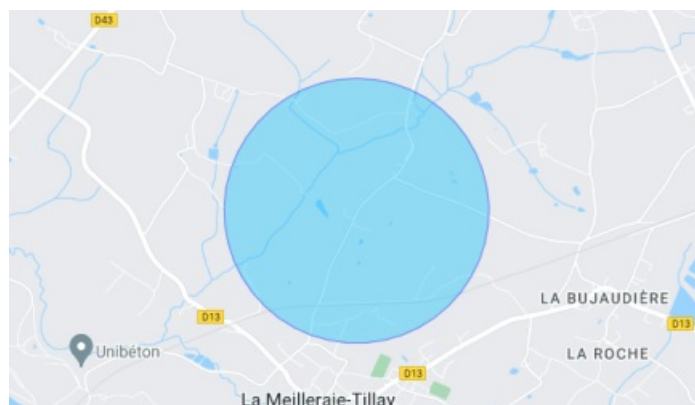 D43
D13
LA BUJAUDIÈRE
D13
Unibéton
LA ROCHE
D13
La Meilleraie-Tillay